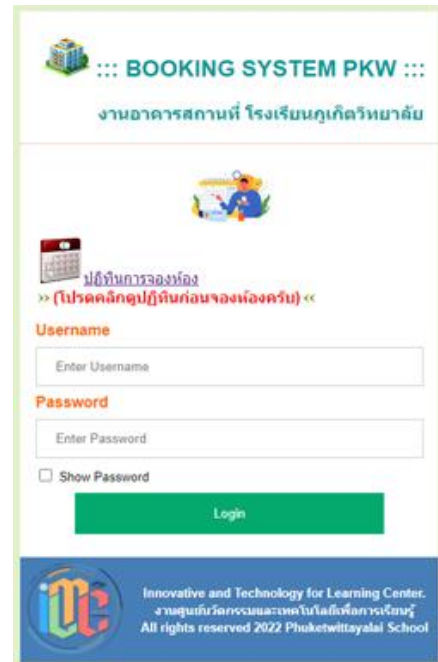 ::: BOOKING SYSTEM PKW :::
งานอาคารสถานที่ โรงเรียนภูเก็ตวิทยาลัย
ปฏิทินการจองห้อง
›› (โปรดคลิกดูปฏิทินก่อนจองห้องครับ) ‹‹
Username
Enter Username
Password
Enter Password
Show Password
Login
Innovative and Technology for Learning Center.
งานศูนย์นวัตกรรมและเทคโนโลยีเพื่อการเรียนรู้
All rights reserved 2022 Phuketwittayalai School